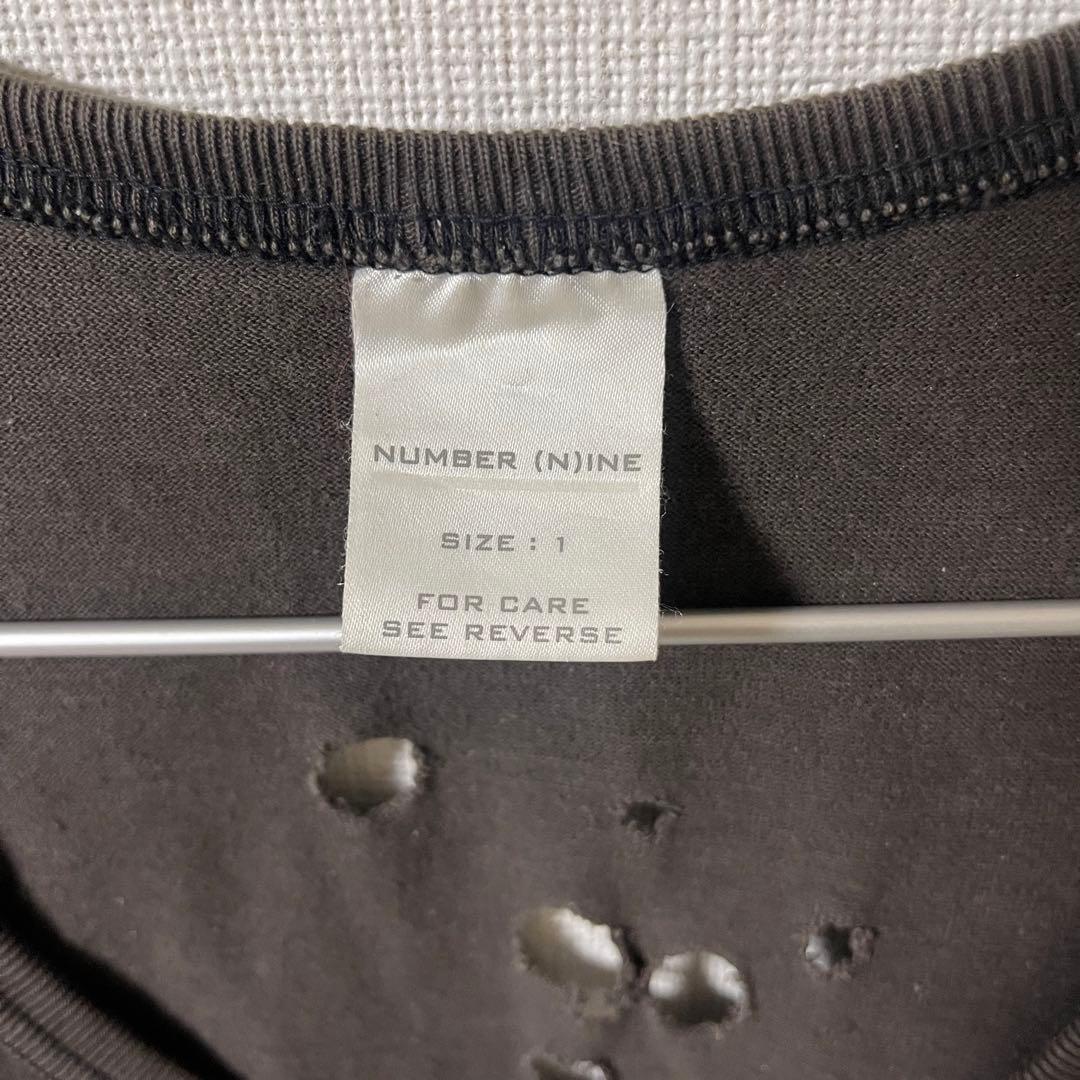 NUMBER (N)INE
SIZE : 1
FOR CARE
SEE REVERSE